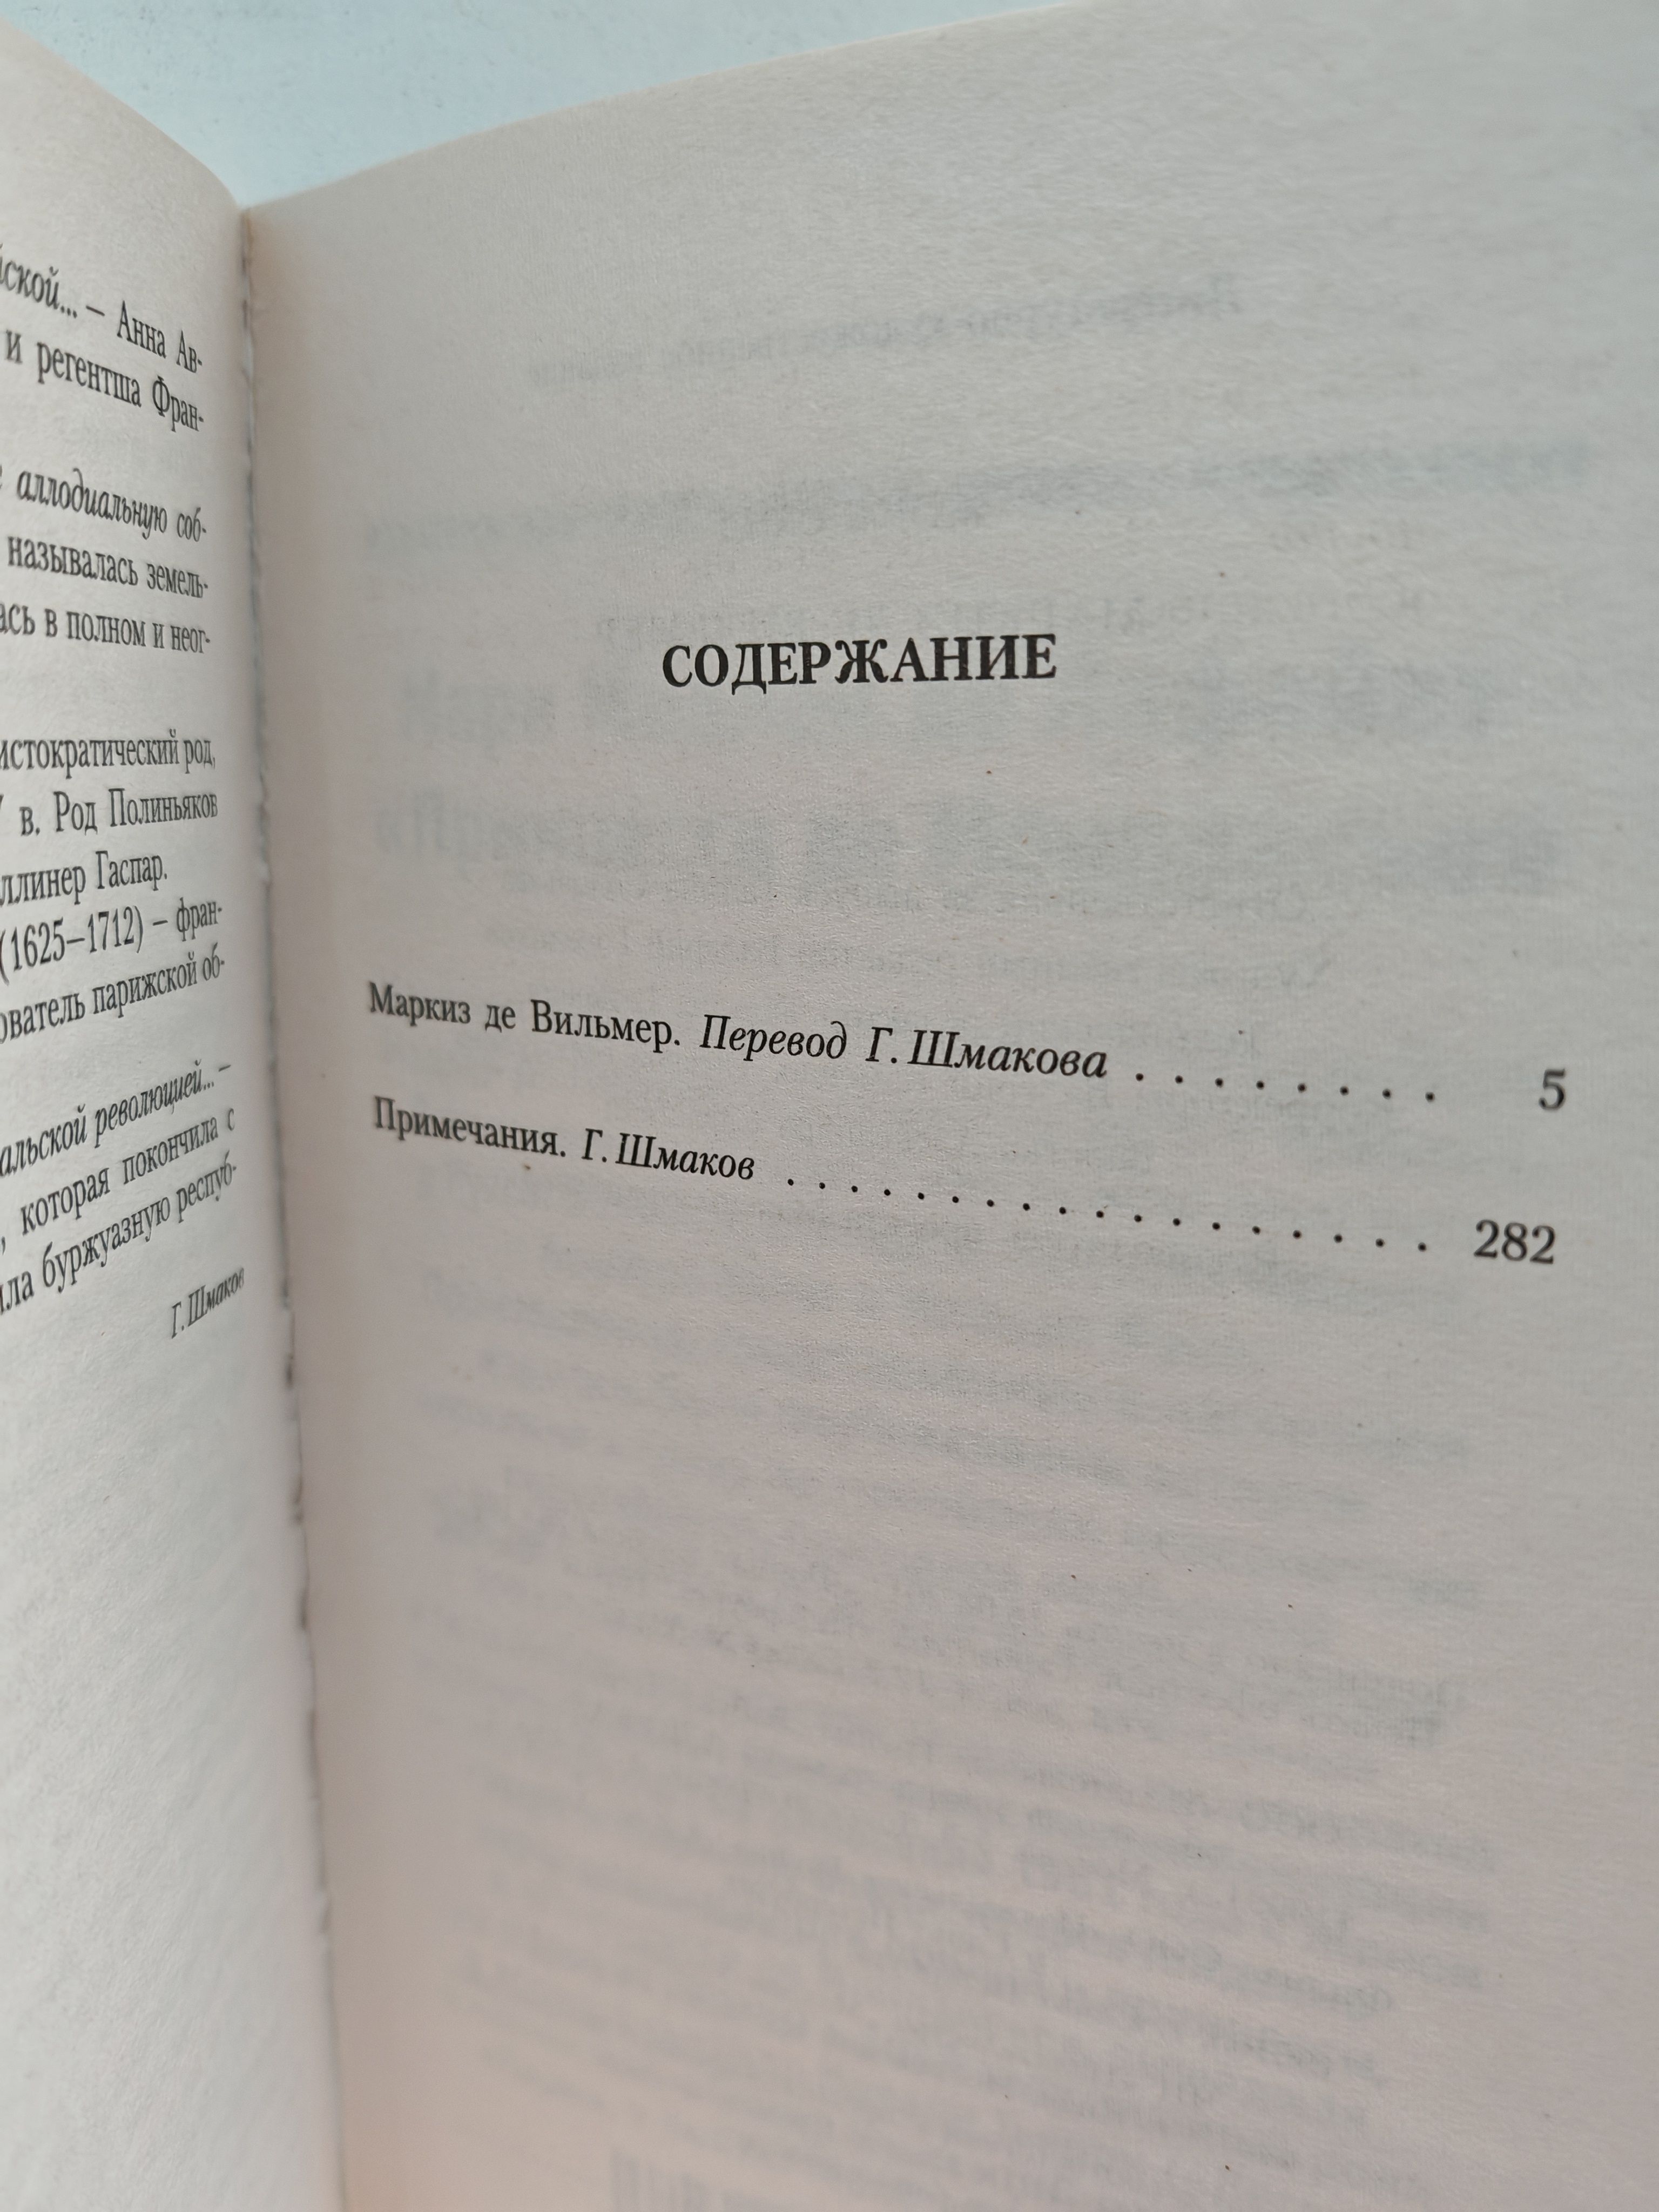 йской... – Анна Ав-
и регентша Фран-
аллодиальную соб-
называлась земель-
ась в полном и неог-
истократический род,
в. Род Полиньяков
ллинер Гаспар.
(1625–1712) – фран-
ователь парижской об-
альской революцией... –
, которая покончила с
ила буржуазную респуб-
Г. Шмаков
СОДЕРЖАНИЕ
Маркиз де Вильмер. Перевод Г. Шмакова . . . . . . . . 5
Примечания. Г. Шмаков . . . . . . . . . . . . . . . . . . 282